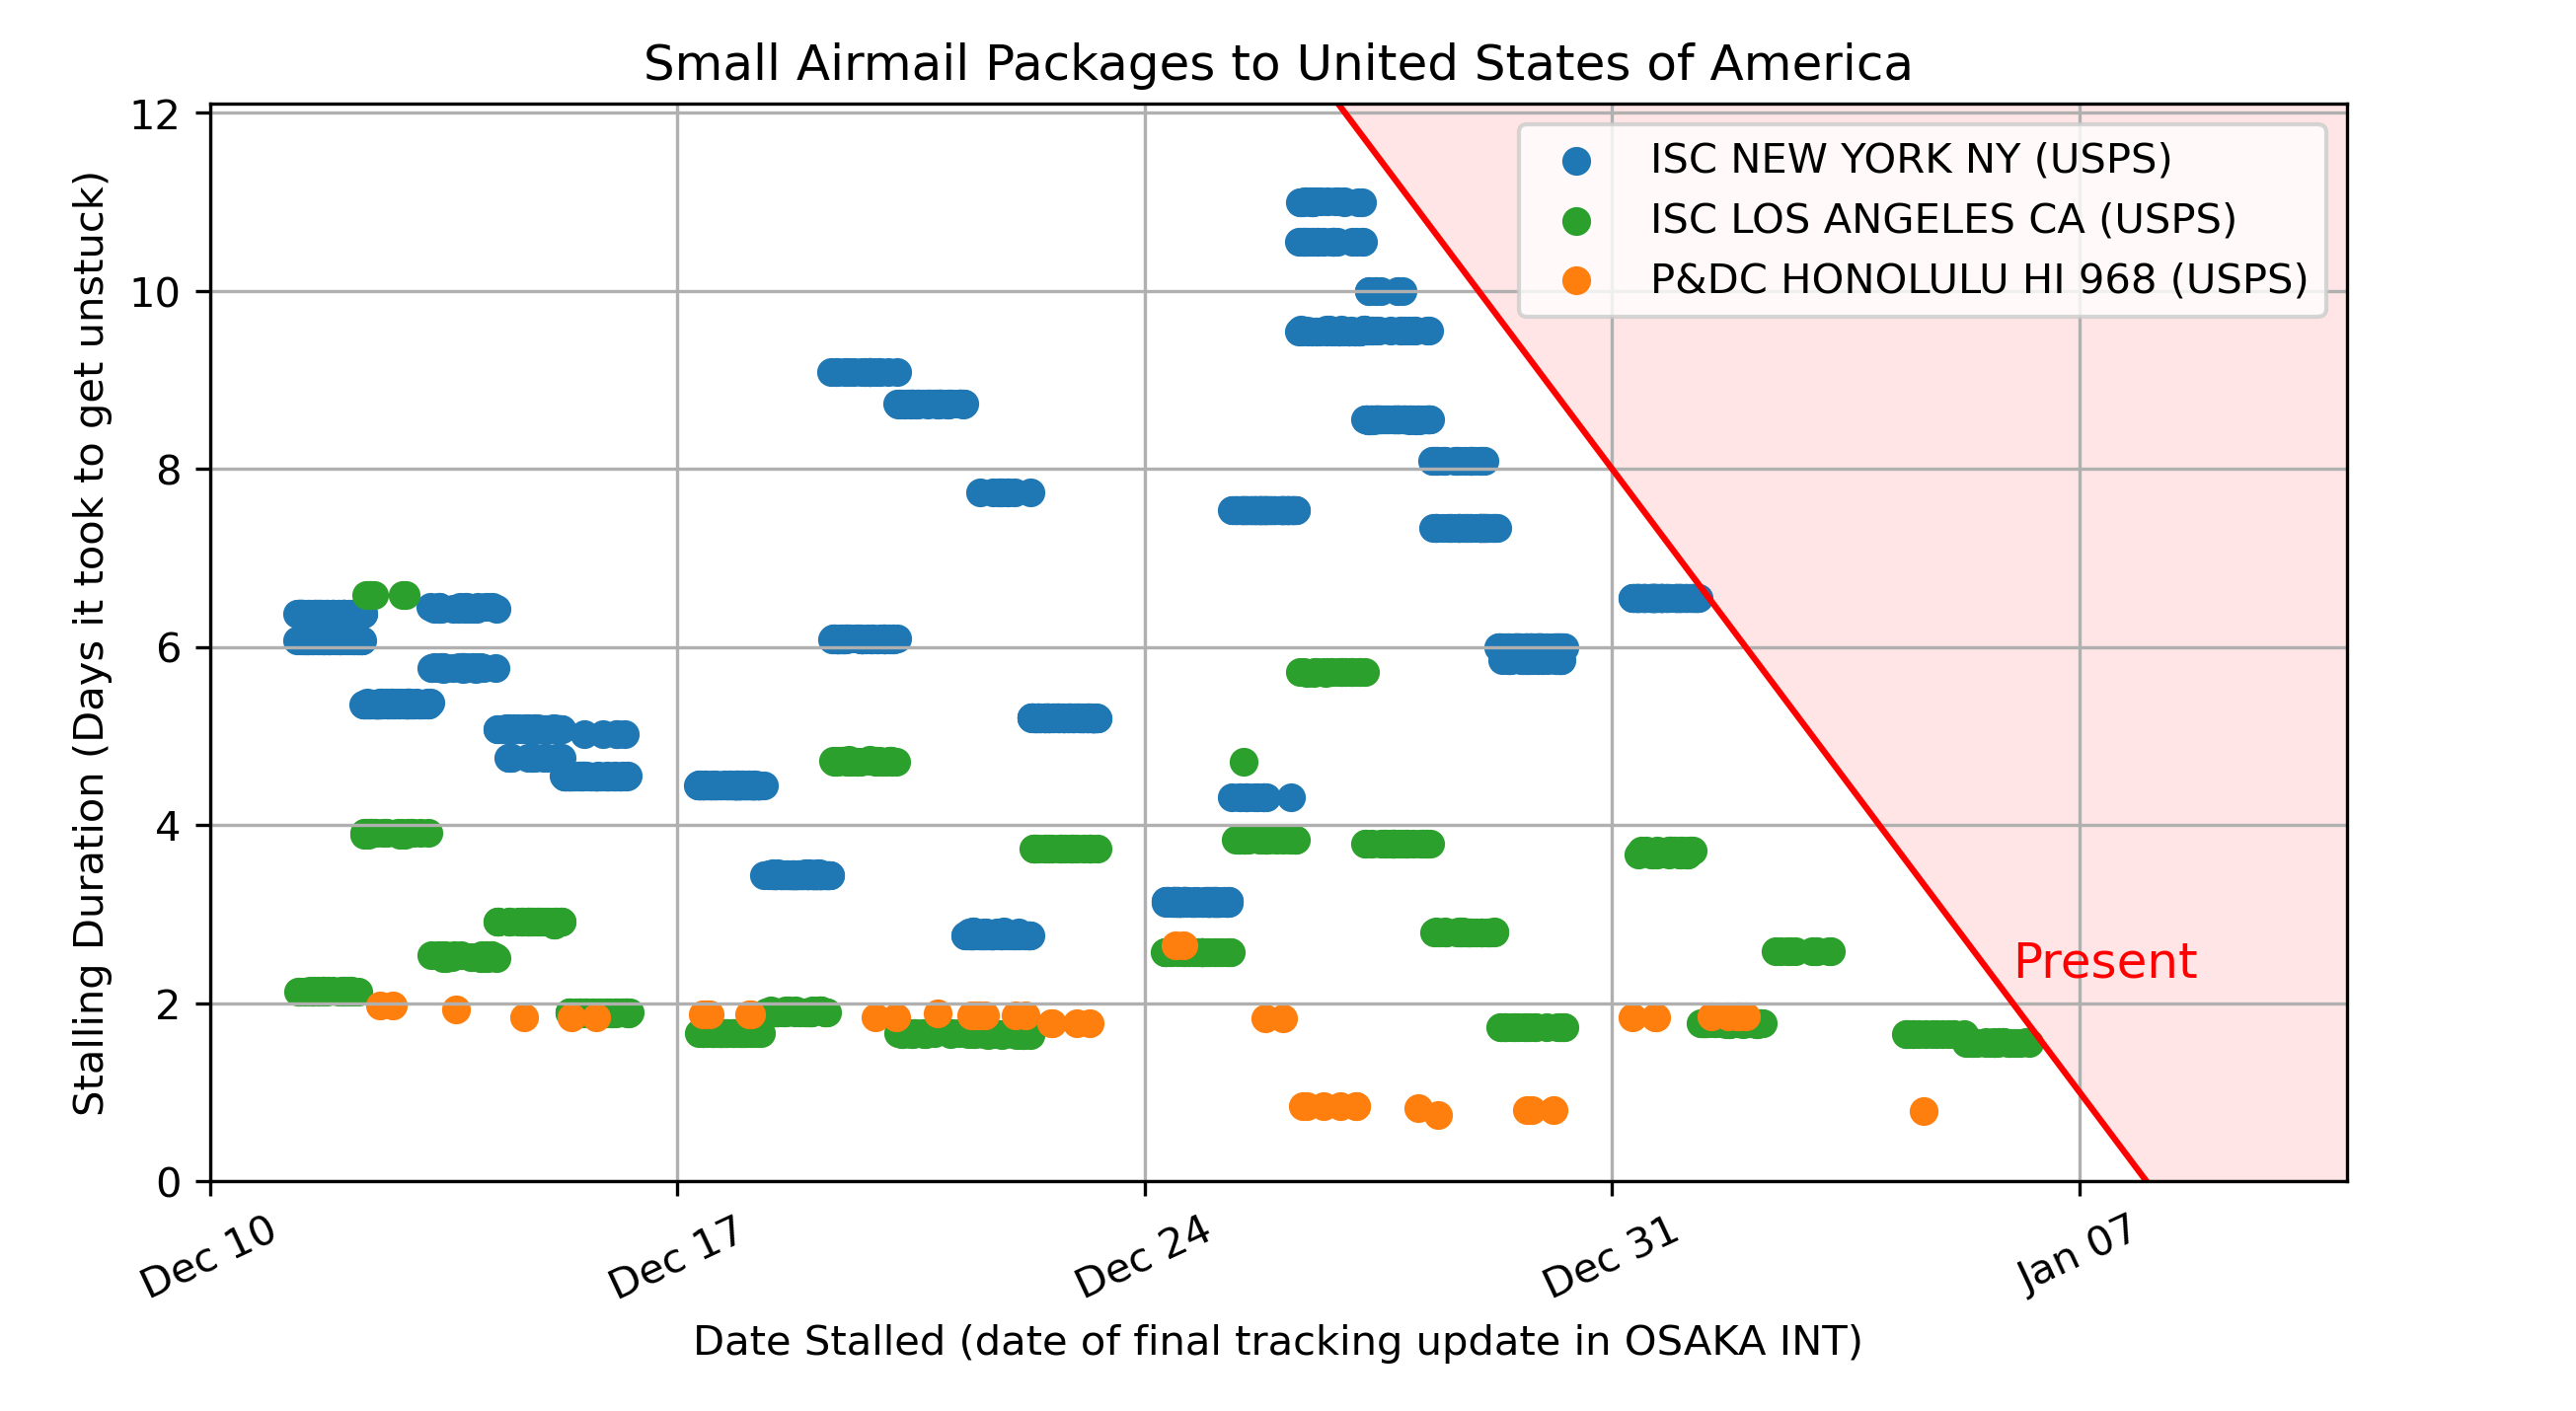 Small Airmail Packages to United States of America
12
10
8
6
4
2
0
Stalling Duration (Days it took to get unstuck)
ISC NEW YORK NY (USPS)
ISC LOS ANGELES CA (USPS)
P&DC HONOLULU HI 968 (USPS)
Present
Dec 10
Dec 17
Dec 24
Dec 31
Jan 07
Date Stalled (date of final tracking update in OSAKA INT)